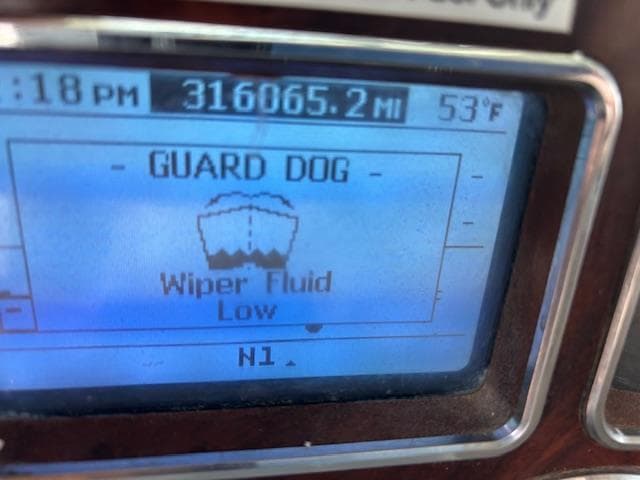 :18 PM 316065.2 MI 53°F
- GUARD DOG -
Wiper Fluid
Low
N1